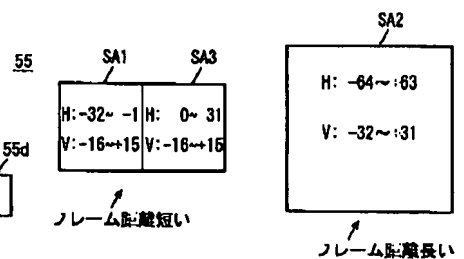 SA2
55
SA1
SA3
H: -64~+63
H:-32~ -1
H: 0~ 31
V:-16~+15
V:-16~+15
V: -32~+31
55d
フレーム距離短い
フレーム距離長い